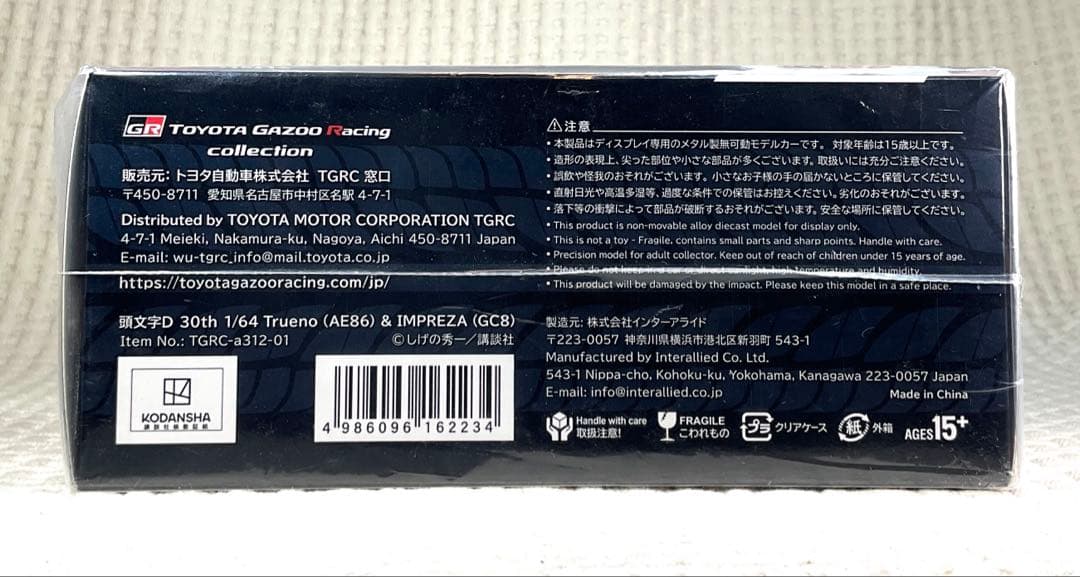 GR TOYOTA GAZOO Racing
collection
販売元: トヨタ自動車株式会社 TGRC 窓口
〒450-8711 愛知県名古屋市中村区名駅 4-7-1
Distributed by TOYOTA MOTOR CORPORATION TGRC
4-7-1 Meieki, Nakamura-ku, Nagoya, Aichi 450-8711 Japan
E-mail: wu-tgrc_info@mail.toyota.co.jp
https://toyotagazooracing.com/jp/
頭文字D 30th 1/64 Trueno (AE86) & IMPREZA (GC8)
Item No.: TGRC-a312-01 ©しげの秀一/講談社
KODANSHA
講談社検査証紙
4 986096 162234
⚠注意
• 本製品はディスプレイ専用のメタル製無可動モデルカーです。 対象年齢は15歳以上です。
• 造形の表現上、尖った部位や小さな部品が多くございます。取扱いには充分ご注意ください。
• 誤飲や怪我のおそれがございます。 小さなお子様の手の届かないところに保管してください。
• 直射日光や高温多湿等、過度な条件での保管はお控えください。劣化のおそれがございます。
• 落下等の衝撃によって部品が破断するおそれがございます。安全な場所に保管してください。
• This product is non-movable alloy diecast model for display only.
• This is not a toy - Fragile, contains small parts and sharp points. Handle with care.
• Precision model for adult collector. Keep out of reach of children under 15 years of age.
• Please do not keep in a car or direct sunlight, high temperature and humidity.
• This product will be damaged by the impact. Please keep this model in a safe place.
製造元: 株式会社インターアライド
〒223-0057 神奈川県横浜市港北区新羽町 543-1
Manufactured by Interallied Co. Ltd.
543-1 Nippa-cho, Kohoku-ku, Yokohama, Kanagawa 223-0057 Japan
E-mail: info@interallied.co.jp
Made in China
Handle with care
取扱注意!
FRAGILE
こわれもの
プラ クリアケース
紙 外箱
AGES 15+